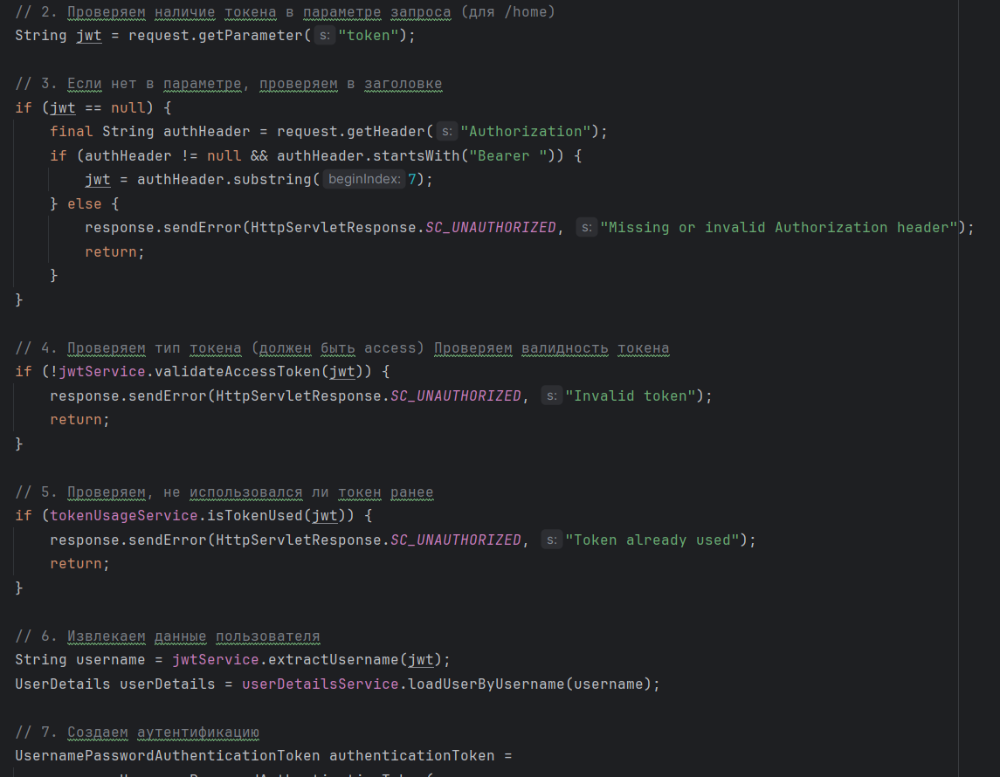 // 2. Проверяем наличие токена в параметре запроса (для /home)
String jwt = request.getParameter( s: "token");
// 3. Если нет в параметре, проверяем в заголовке
if (jwt == null) {
final String authHeader = request.getHeader( s: "Authorization");
if (authHeader != null && authHeader.startsWith("Bearer ")) {
jwt = authHeader.substring( beginIndex: 7);
} else {
response.sendError(HttpServletResponse.SC_UNAUTHORIZED, s: "Missing or invalid Authorization header");
return;
}
}
// 4. Проверяем тип токена (должен быть access) Проверяем валидность токена
if (!jwtService.validateAccessToken(jwt)) {
response.sendError(HttpServletResponse.SC_UNAUTHORIZED, s: "Invalid token");
return;
}
// 5. Проверяем, не использовался ли токен ранее
if (tokenUsageService.isTokenUsed(jwt)) {
response.sendError(HttpServletResponse.SC_UNAUTHORIZED, s: "Token already used");
return;
}
// 6. Извлекаем данные пользователя
String username = jwtService.extractUsername(jwt);
UserDetails userDetails = userDetailsService.loadUserByUsername(username);
// 7. Создаем аутентификацию
UsernamePasswordAuthenticationToken authenticationToken =